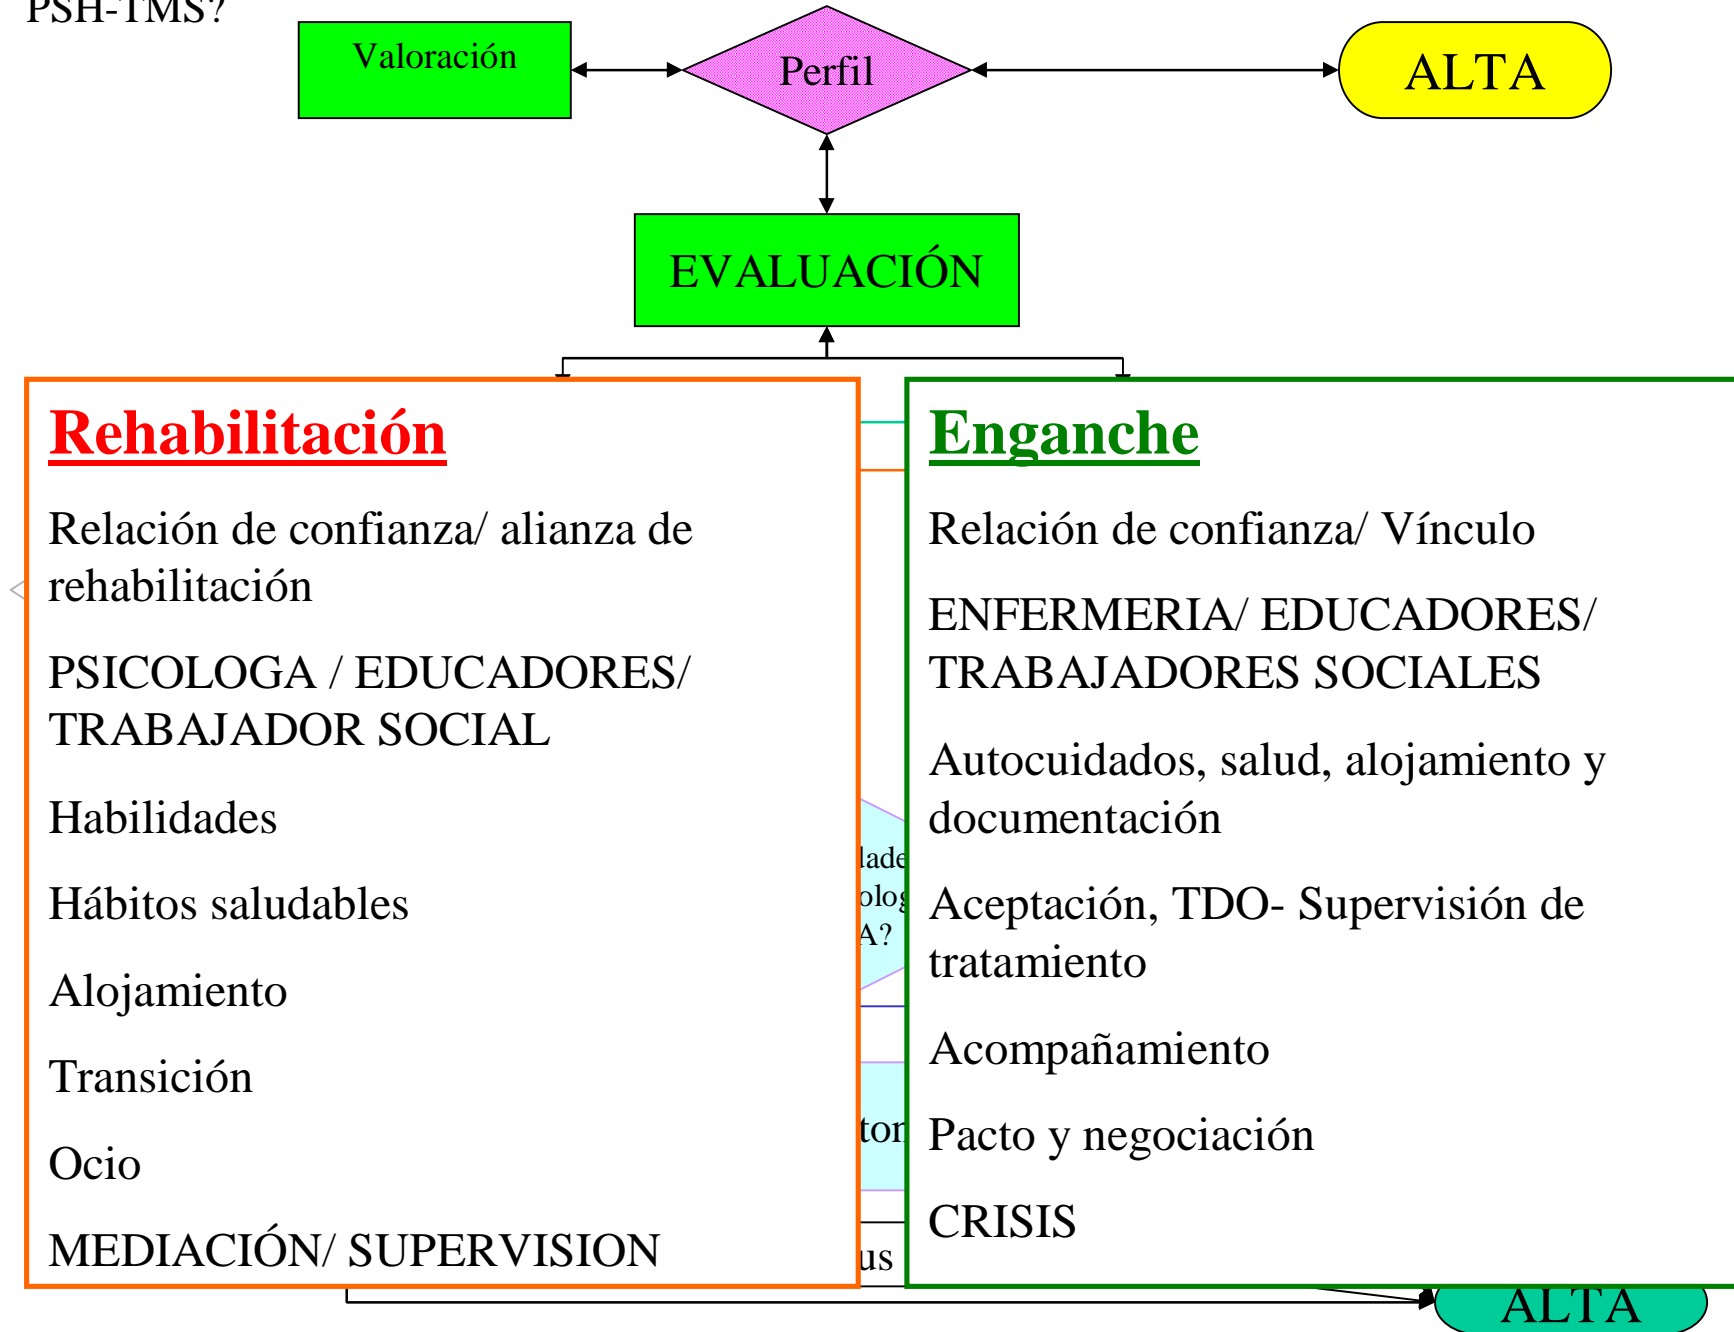 PSH-TMS?
Valoración
Perfil
ALTA
EVALUACIÓN
Rehabilitación
Relación de confianza/ alianza de
rehabilitación
PSICOLOGA / EDUCADORES/
TRABAJADOR SOCIAL
Habilidades
Hábitos saludables
Alojamiento
Transición
Ocio
MEDIACIÓN/ SUPERVISION
A?
Enganche
Relación de confianza/ Vínculo
ENFERMERIA/ EDUCADORES/
TRABAJADORES SOCIALES
Autocuidados, salud, alojamiento y
documentación
Aceptación, TDO- Supervisión de
tratamiento
Acompañamiento
Pacto y negociación
CRISIS
ALTA